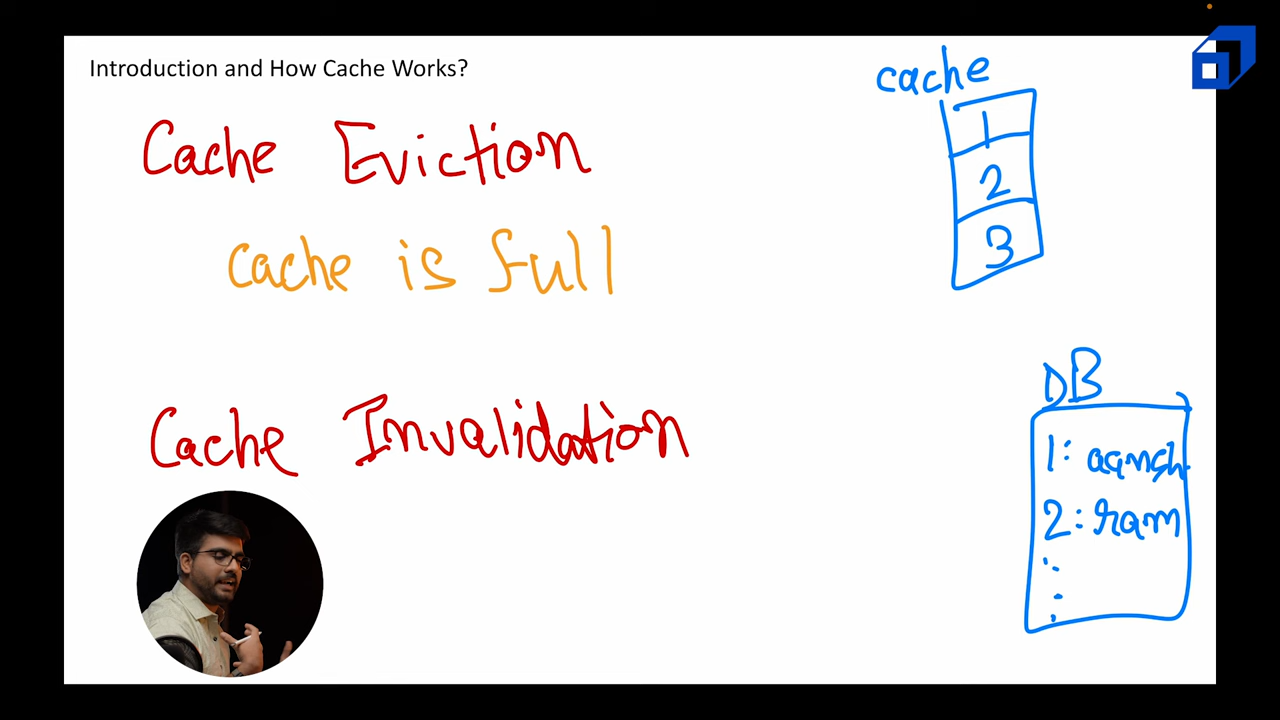 Introduction and How Cache Works?
Cache Eviction
cache is full
Cache Invalidation
cache
1
2
3
DB
1: aansh
2: ram